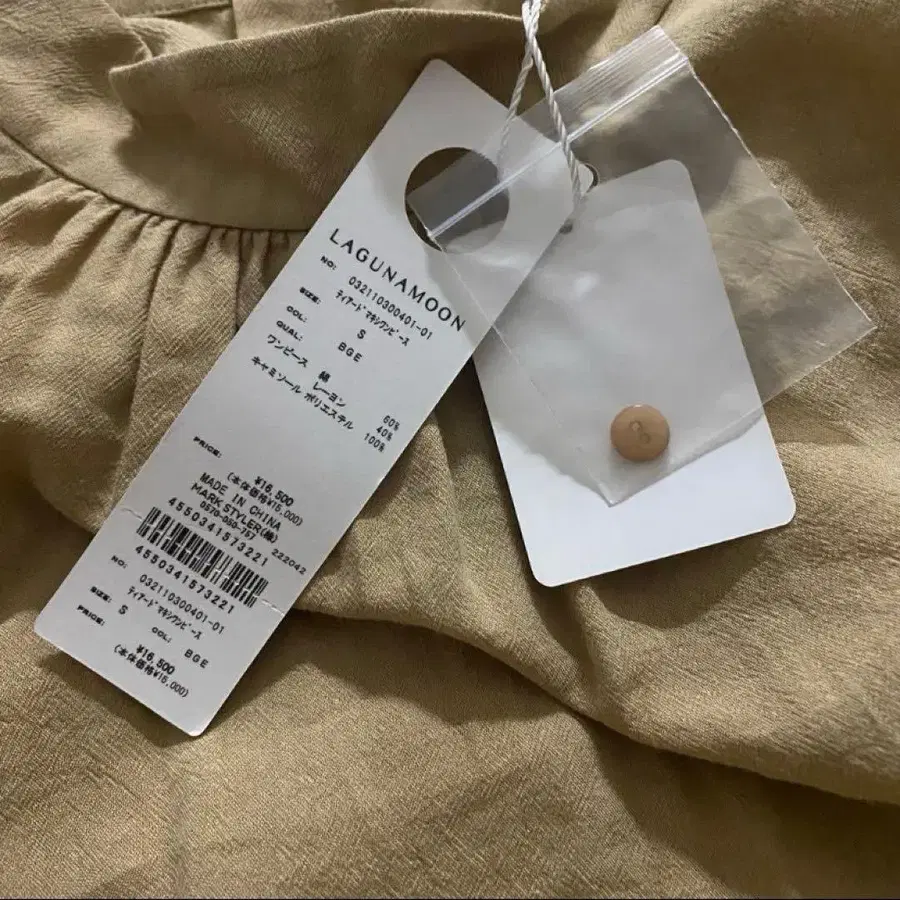 LAGUNAMOON
NO: 032110300401-01
ティアードマキシワンピース
SIZE: S
COL: BGE
QUAL:
ワンピース 綿 60%
レーヨン 40%
キャミソール ポリエステル 100%
PRICE: ¥16,500
(本体価格¥15,000)
MADE IN CHINA
MARK STYLER(株)
0570-050-757 222042
4550341573221
4550341573221
NO: 032110300401-01
ティアードマキシワンピース
SIZE: S COL: BGE
PRICE: ¥16,500
(本体価格¥15,000)